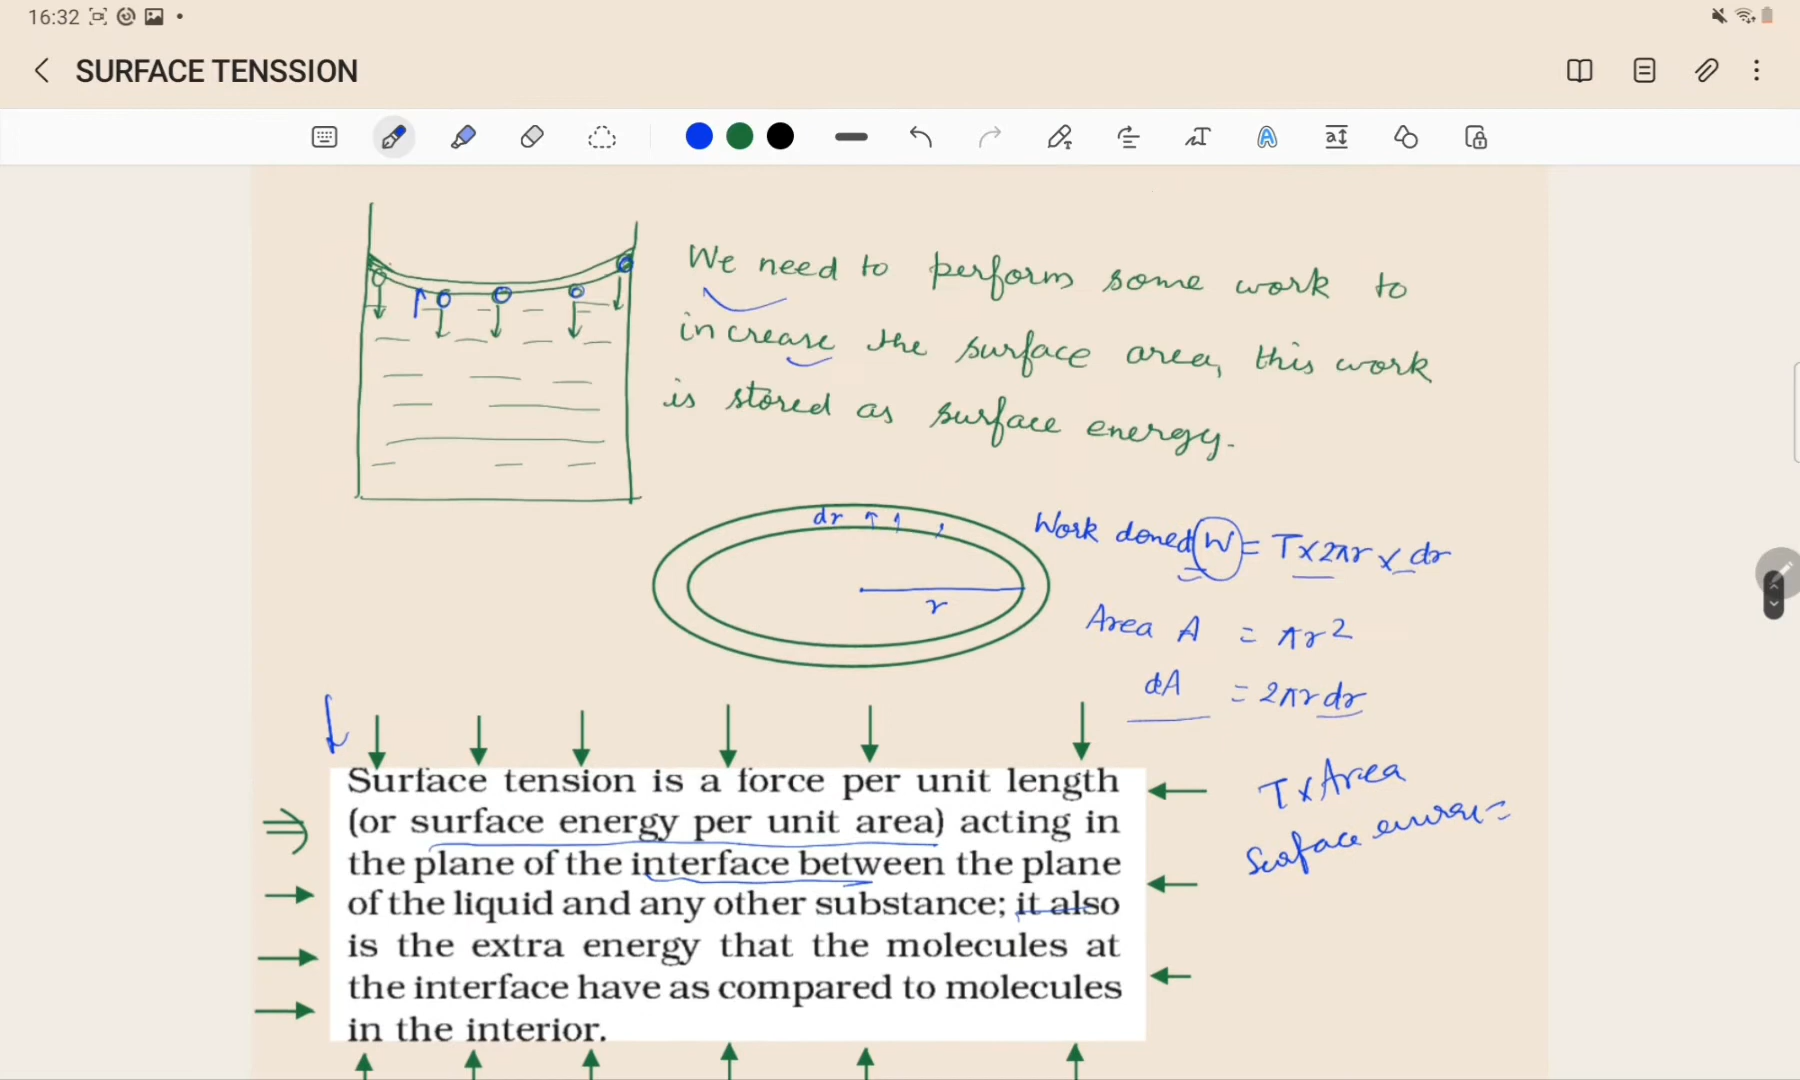 16:32
SURFACE TENSSION
We need to perform some work to
increase the surface area, this work
is stored as surface energy.
dr
r
Work doned W = T x 2πr x dr
Area A = πr2
dA = 2πr dr
T x Area
Surface
Surface tension is a force per unit length
(or surface energy per unit area) acting in
the plane of the interface between the plane
of the liquid and any other substance; it also
is the extra energy that the molecules at
the interface have as compared to molecules
in the interior.